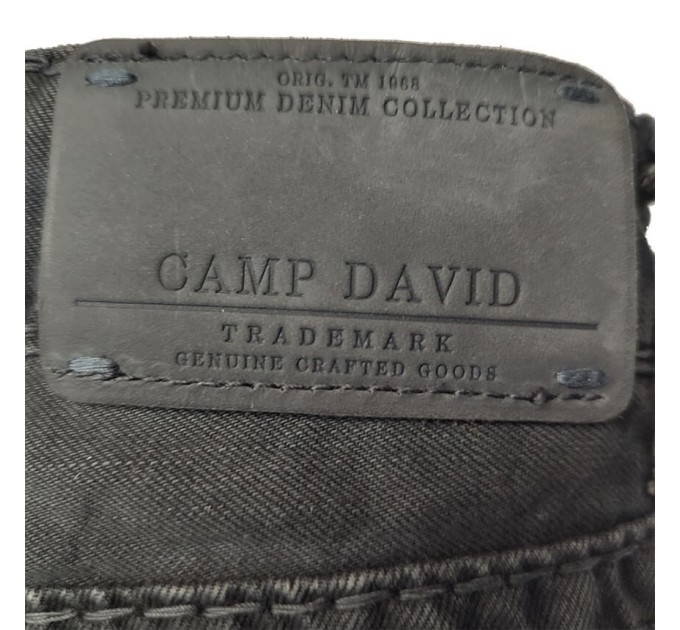 ORIG. TM 1968
PREMIUM DENIM COLLECTION
CAMP DAVID
TRADEMARK
GENUINE CRAFTED GOODS